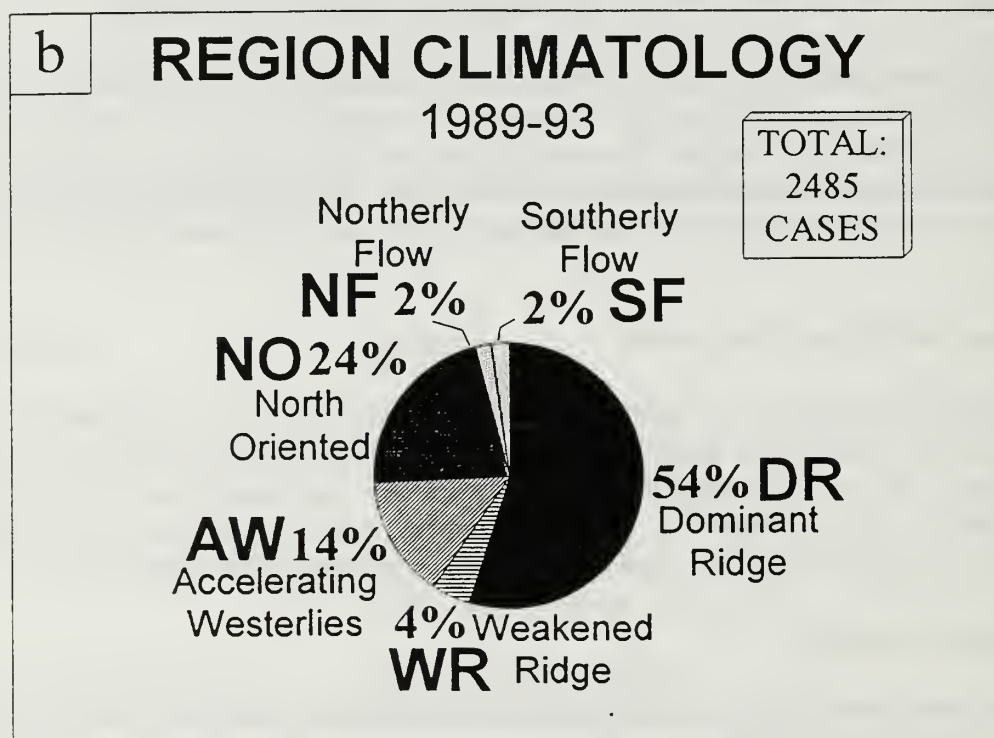 b
REGION CLIMATOLOGY
1989-93
TOTAL:
2485
CASES
Northerly
Flow
NF 2%
Southerly
Flow
2% SF
NO 24%
North
Oriented
54% DR
Dominant
Ridge
AW 14%
Accelerating
Westerlies
4% Weakened
WR Ridge